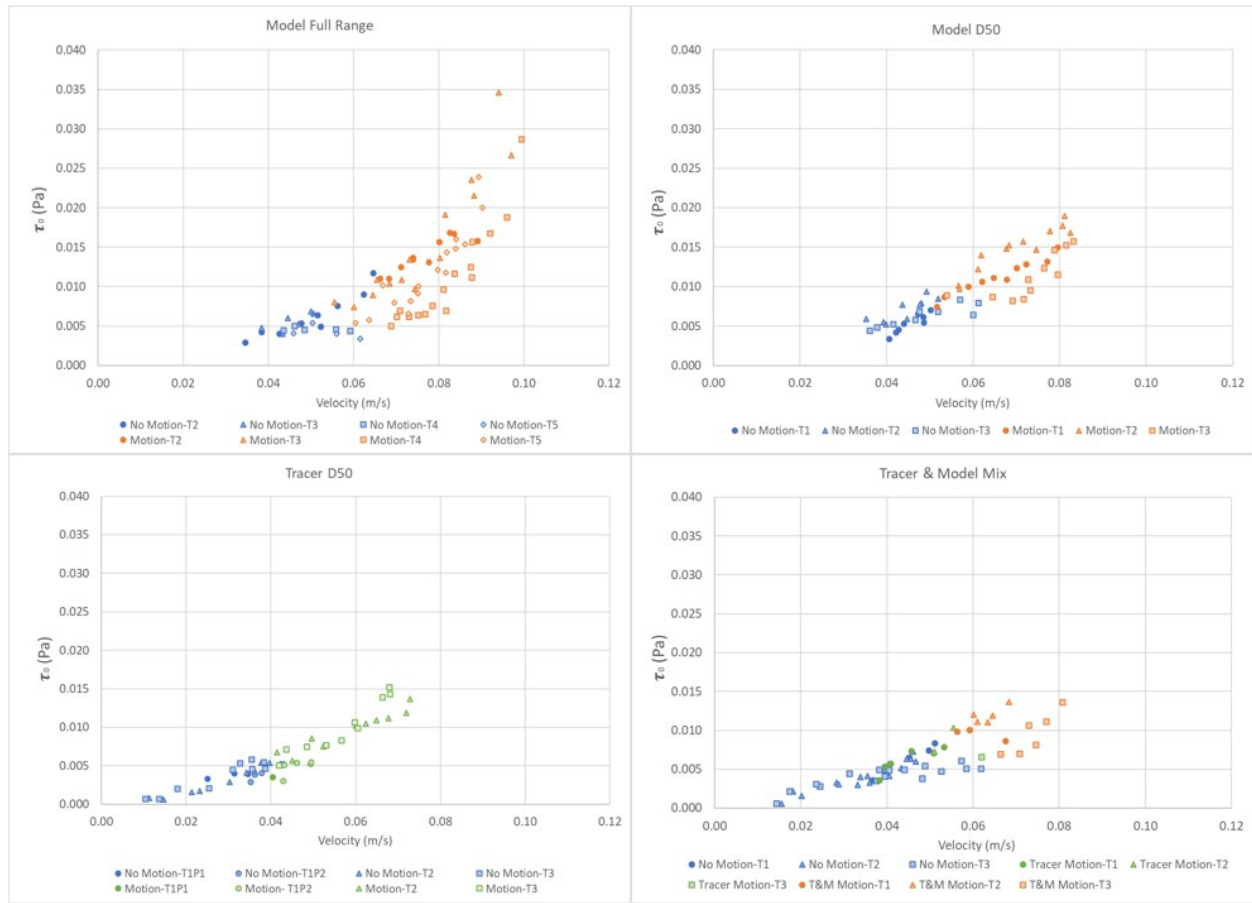 Model Full Range
0.040
0.035
0.030
0.025
0.020
0.015
0.010
0.005
0.000
τ₀ (Pa)
0.00 0.02 0.04 0.06 0.08 0.10 0.12
Velocity (m/s)
No Motion-T2 No Motion-T3 No Motion-T4 No Motion-T5
Motion-T2 Motion-T3 Motion-T4 Motion-T5
Model D50
0.040
0.035
0.030
0.025
0.020
0.015
0.010
0.005
0.000
τ₀ (Pa)
0.00 0.02 0.04 0.06 0.08 0.10 0.12
Velocity (m/s)
No Motion-T1 No Motion-T2 No Motion-T3 Motion-T1 Motion-T2 Motion-T3
Tracer D50
0.040
0.035
0.030
0.025
0.020
0.015
0.010
0.005
0.000
τ₀ (Pa)
0.00 0.02 0.04 0.06 0.08 0.10 0.12
Velocity (m/s)
No Motion-T1P1 No Motion-T1P2 No Motion-T2 No Motion-T3
Motion-T1P1 Motion-T1P2 Motion-T2 Motion-T3
Tracer & Model Mix
0.040
0.035
0.030
0.025
0.020
0.015
0.010
0.005
0.000
τ₀ (Pa)
0.00 0.02 0.04 0.06 0.08 0.10 0.12
Velocity (m/s)
No Motion-T1 No Motion-T2 No Motion-T3 Tracer Motion-T1 Tracer Motion-T2
Tracer Motion-T3 T&M Motion-T1 T&M Motion-T2 T&M Motion-T3